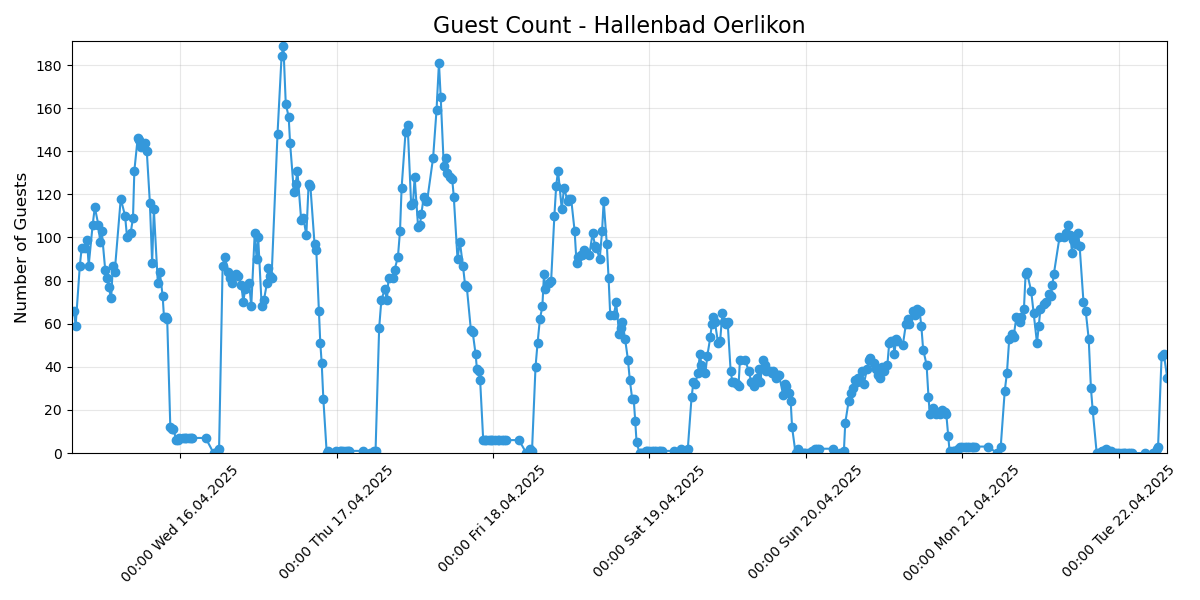 Guest Count - Hallenbad Oerlikon
Number of Guests
180
160
140
120
100
80
60
40
20
0
00:00 Wed 16.04.2025
00:00 Thu 17.04.2025
00:00 Fri 18.04.2025
00:00 Sat 19.04.2025
00:00 Sun 20.04.2025
00:00 Mon 21.04.2025
00:00 Tue 22.04.2025